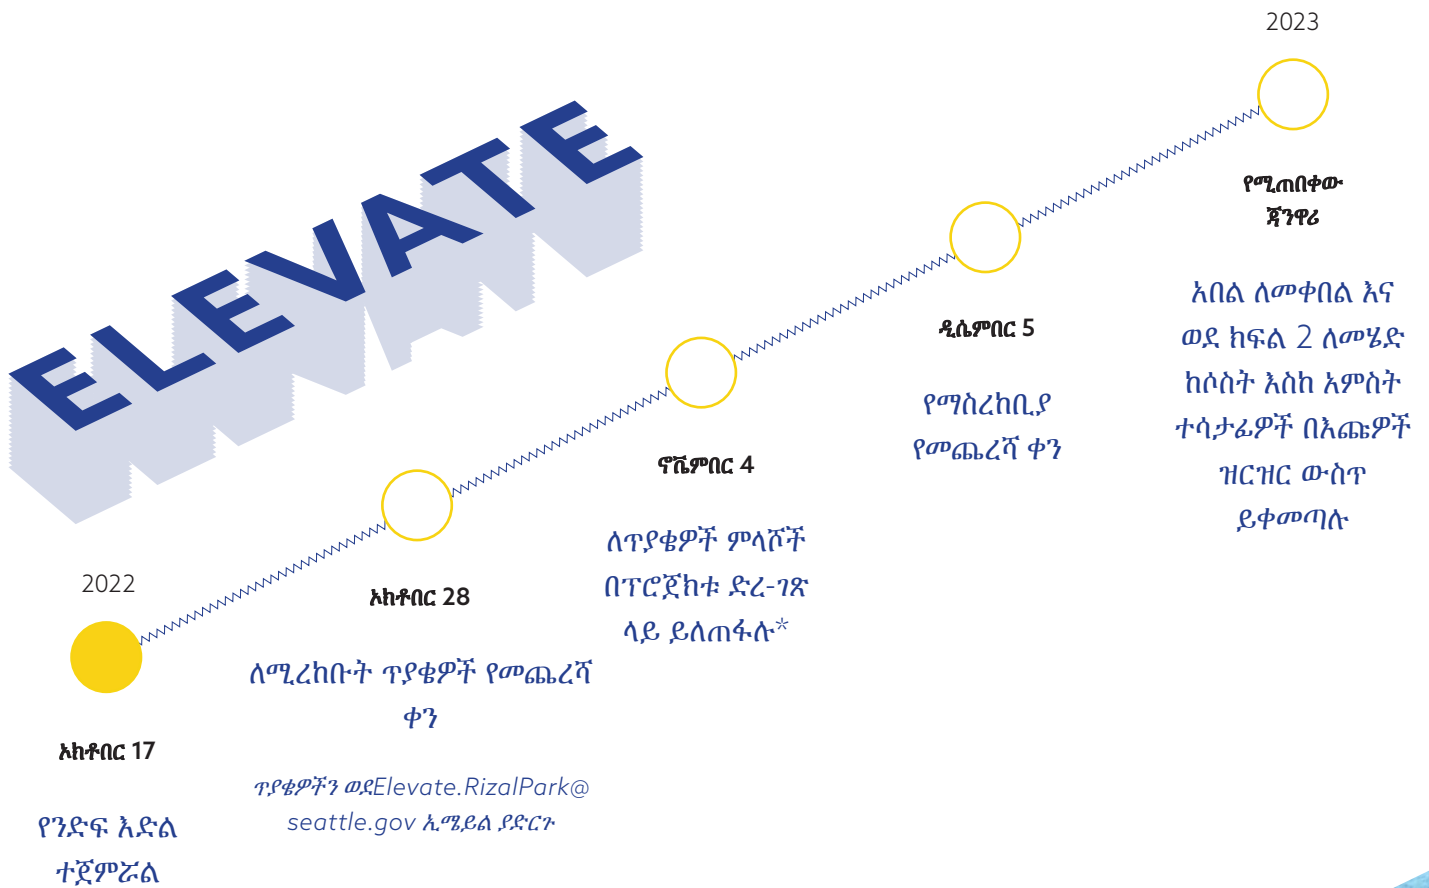 ELEVATE
2022
ኦክቶበር 17
የንድፍ እድል
ተጀምሯል
ኦክቶበር 28
ለሚረከቡት ጥያቄዎች የመጨረሻ
ቀን
ጥያቄዎችን ወደElevate.RizalPark@
seattle.gov ኢሜይል ያድርጉ
ኖቬምበር 4
ለጥያቄዎች ምላሾች
በፕሮጀክቱ ድረ-ገጽ
ላይ ይለጠፋሉ*
ዲሴምበር 5
የማስረከቢያ
የመጨረሻ ቀን
2023
የሚጠበቀው
ጃንዋሪ
አበል ለመቀበል እና
ወደ ክፍል 2 ለመሄድ
ከሶስት እስከ አምስት
ተሳታፊዎች በእጩዎች
ዝርዝር ውስጥ
ይቀመጣሉ